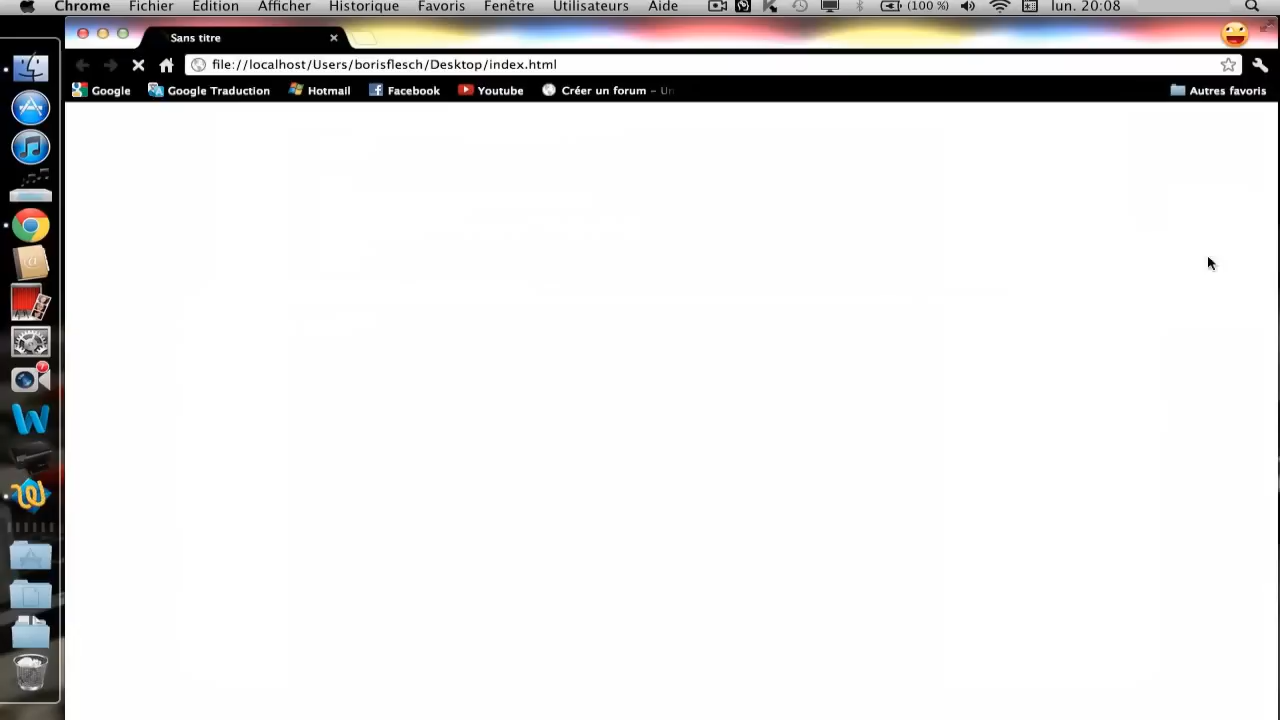 Chrome Fichier Edition Afficher Historique Favoris Fenêtre Utilisateurs Aide (100 %) lun. 20:08
Sans titre
file://localhost/Users/borisflesch/Desktop/index.html
Google Google Traduction Hotmail Facebook Youtube Créer un forum – Un Autres favoris